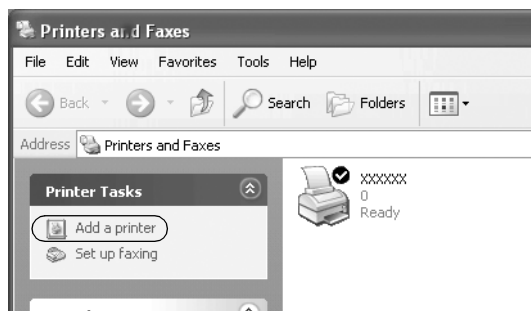 Printers and Faxes
File Edit View Favorites Tools Help
Back Search Folders
Address Printers and Faxes
Printer Tasks
Add a printer
Set up faxing
xxxxxx
0
Ready